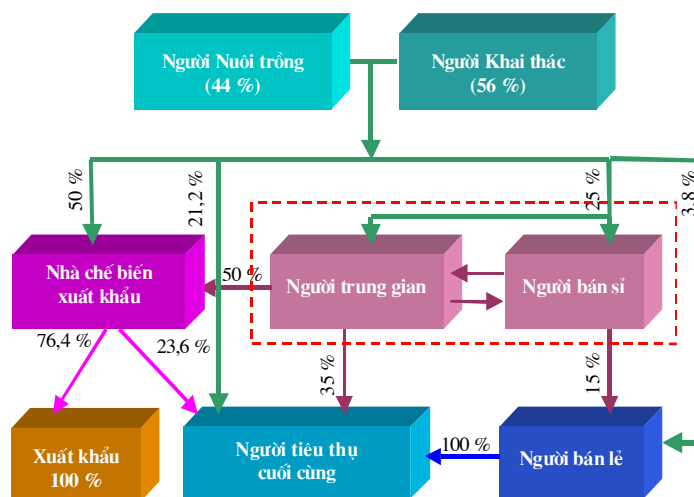 Người Nuôi trồng
(44 %)
Người Khai thác
(56 %)
50 %
21,2 %
25 %
3,8 %
Nhà chế biến
xuất khẩu
50 %
Người trung gian
Người bán sỉ
76,4 %
23,6 %
35 %
15 %
Xuất khẩu
100 %
Người tiêu thụ
cuối cùng
100 %
Người bán lẻ